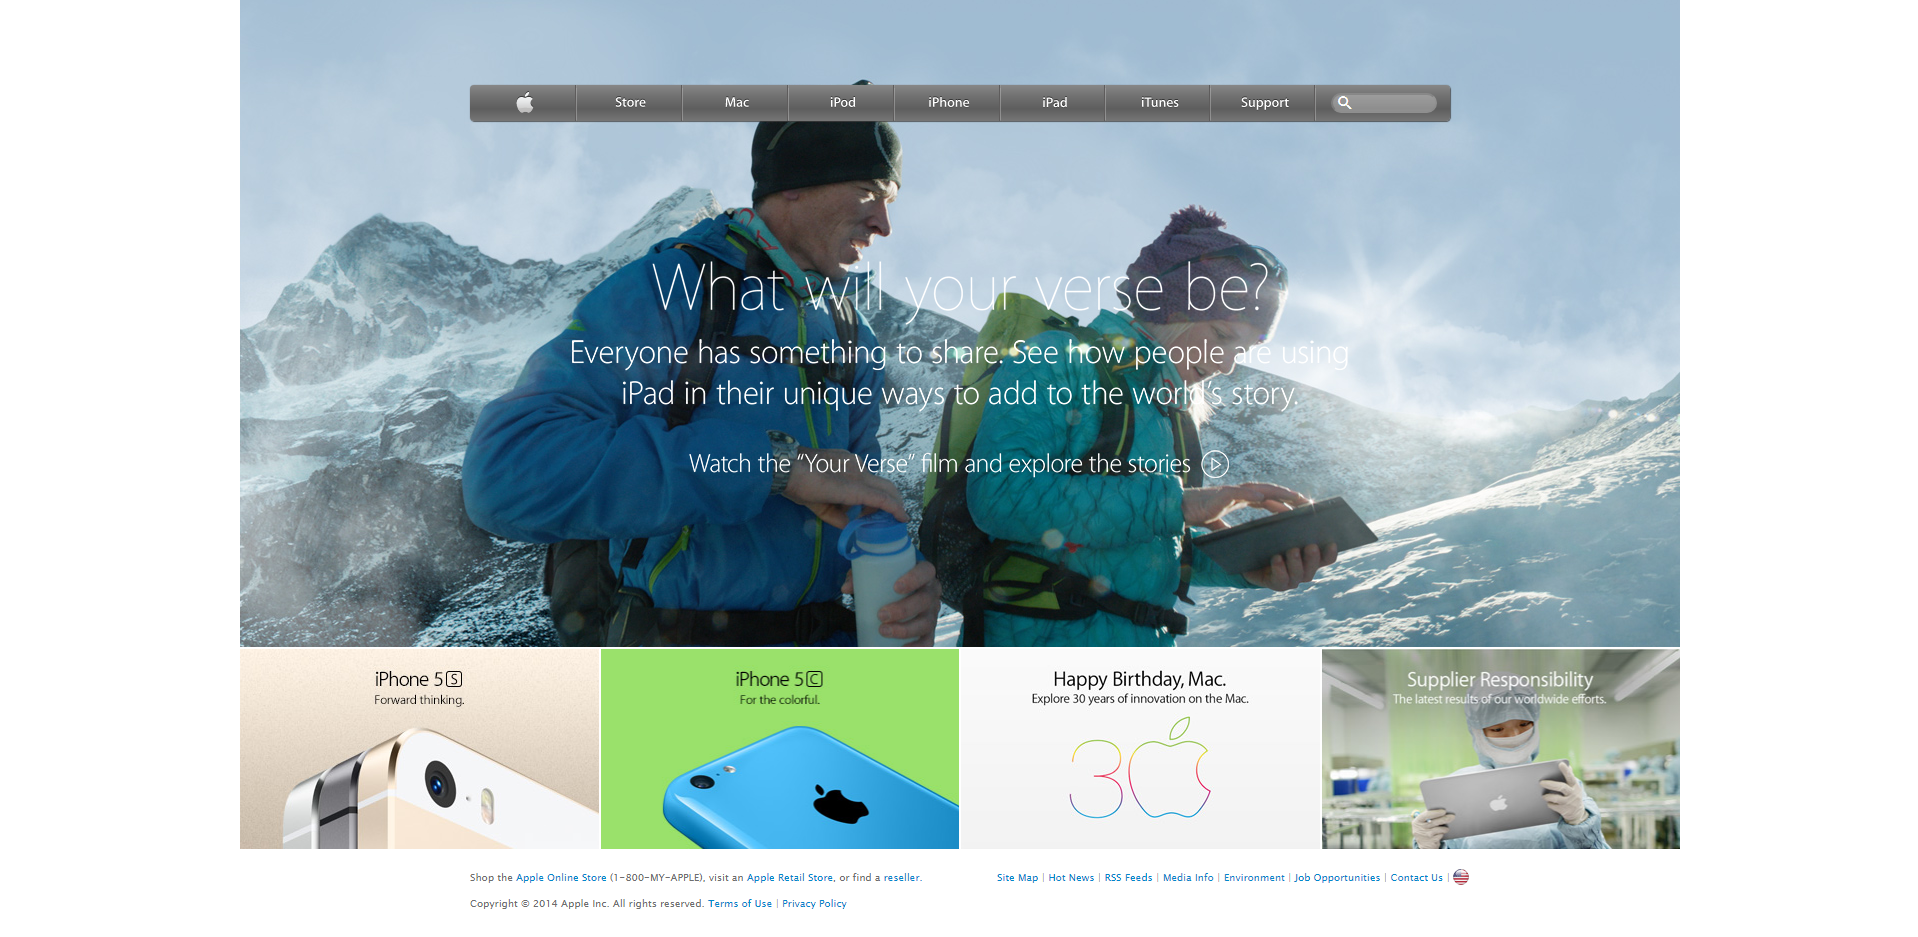 Store Mac iPod iPhone iPad iTunes Support
What will your verse be?
Everyone has something to share. See how people are using
iPad in their unique ways to add to the world's story.
Watch the “Your Verse” film and explore the stories
iPhone 5S
Forward thinking.
iPhone 5C
For the colorful.
Happy Birthday, Mac.
Explore 30 years of innovation on the Mac.
30
Supplier Responsibility
The latest results of our worldwide efforts.
Shop the Apple Online Store (1-800-MY-APPLE), visit an Apple Retail Store, or find a reseller.
Site Map | Hot News | RSS Feeds | Media Info | Environment | Job Opportunities | Contact Us |
Copyright © 2014 Apple Inc. All rights reserved. Terms of Use | Privacy Policy